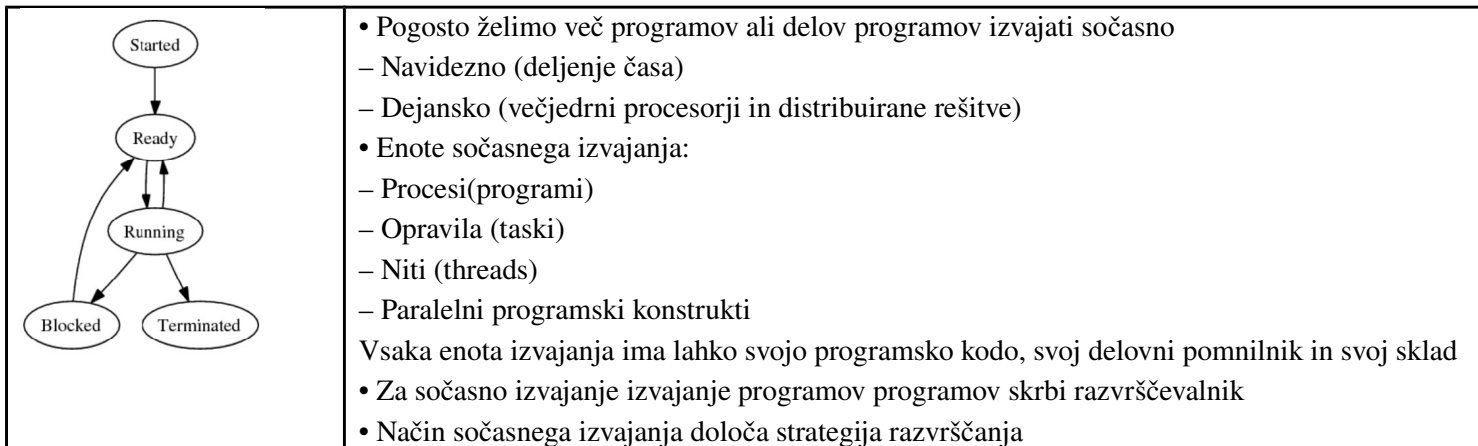 Started
Ready
Running
Blocked
Terminated
• Pogosto želimo več programov ali delov programov izvajati sočasno
– Navidezno (deljenje časa)
– Dejansko (večjedrni procesorji in distribuirane rešitve)
• Enote sočasnega izvajanja:
– Procesi(programi)
– Opravila (taski)
– Niti (threads)
– Paralelni programski konstrukti
Vsaka enota izvajanja ima lahko svojo programsko kodo, svoj delovni pomnilnik in svoj sklad
• Za sočasno izvajanje izvajanje programov programov skrbi razvrščevalnik
• Način sočasnega izvajanja določa strategija razvrščanja